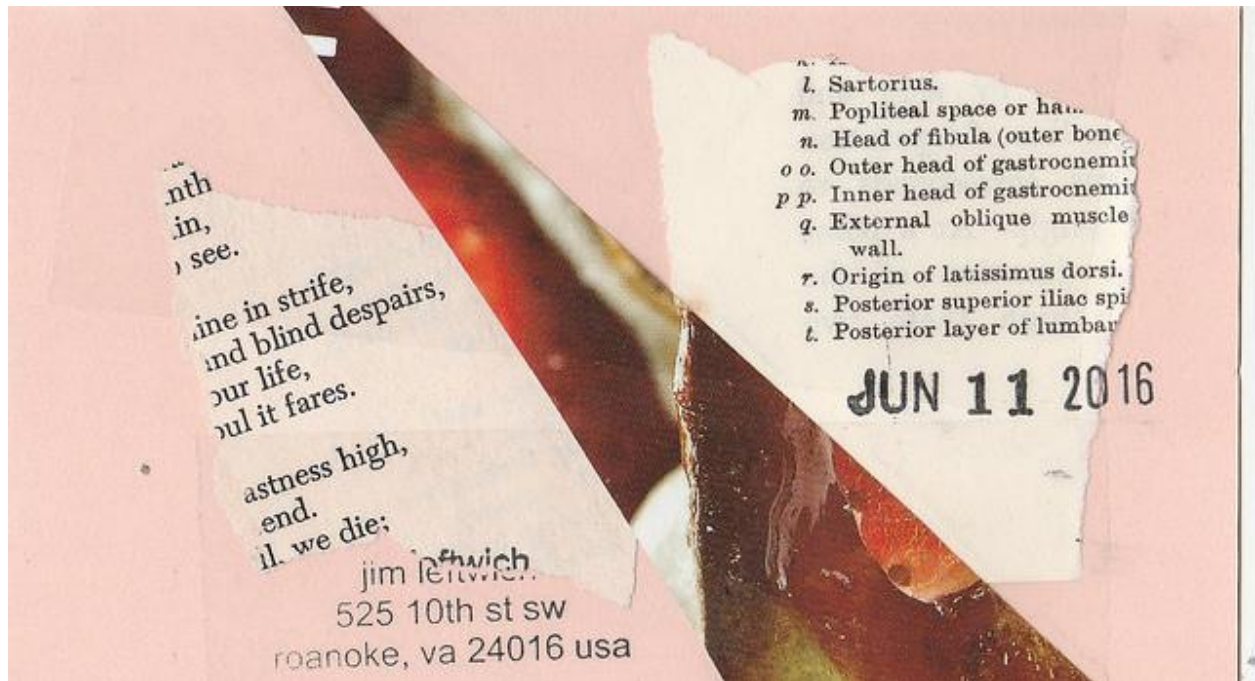 nth
in,
see.
ine in strife,
nd blind despairs,
our life,
oul it fares.
astness high,
end.
il, we die;
jim leftwich
525 10th st sw
roanoke, va 24016 usa
l. Sartorius.
m. Popliteal space or ham
n. Head of fibula (outer bone
o o. Outer head of gastrocnemi
p p. Inner head of gastrocnemi
q. External oblique muscle
wall.
r. Origin of latissimus dorsi.
s. Posterior superior iliac spi
t. Posterior layer of lumbar
JUN 11 2016